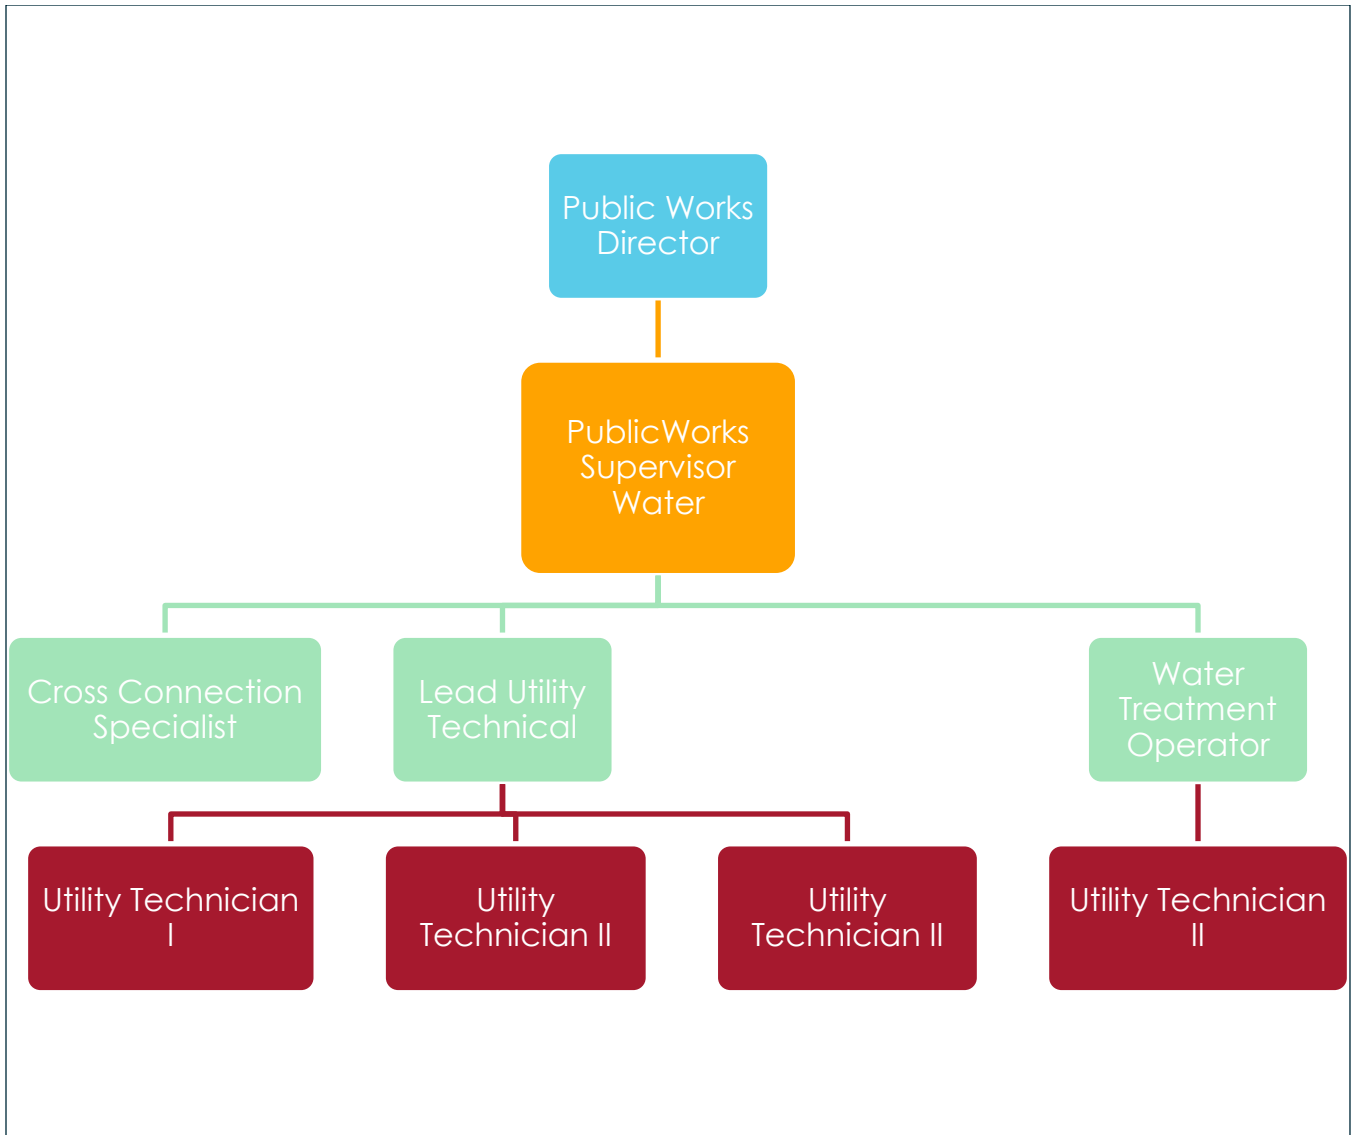 Public Works
Director
PublicWorks
Supervisor
Water
Cross Connection
Specialist
Lead Utility
Technical
Water
Treatment
Operator
Utility Technician
I
Utility
Technician II
Utility
Technician II
Utility Technician
II